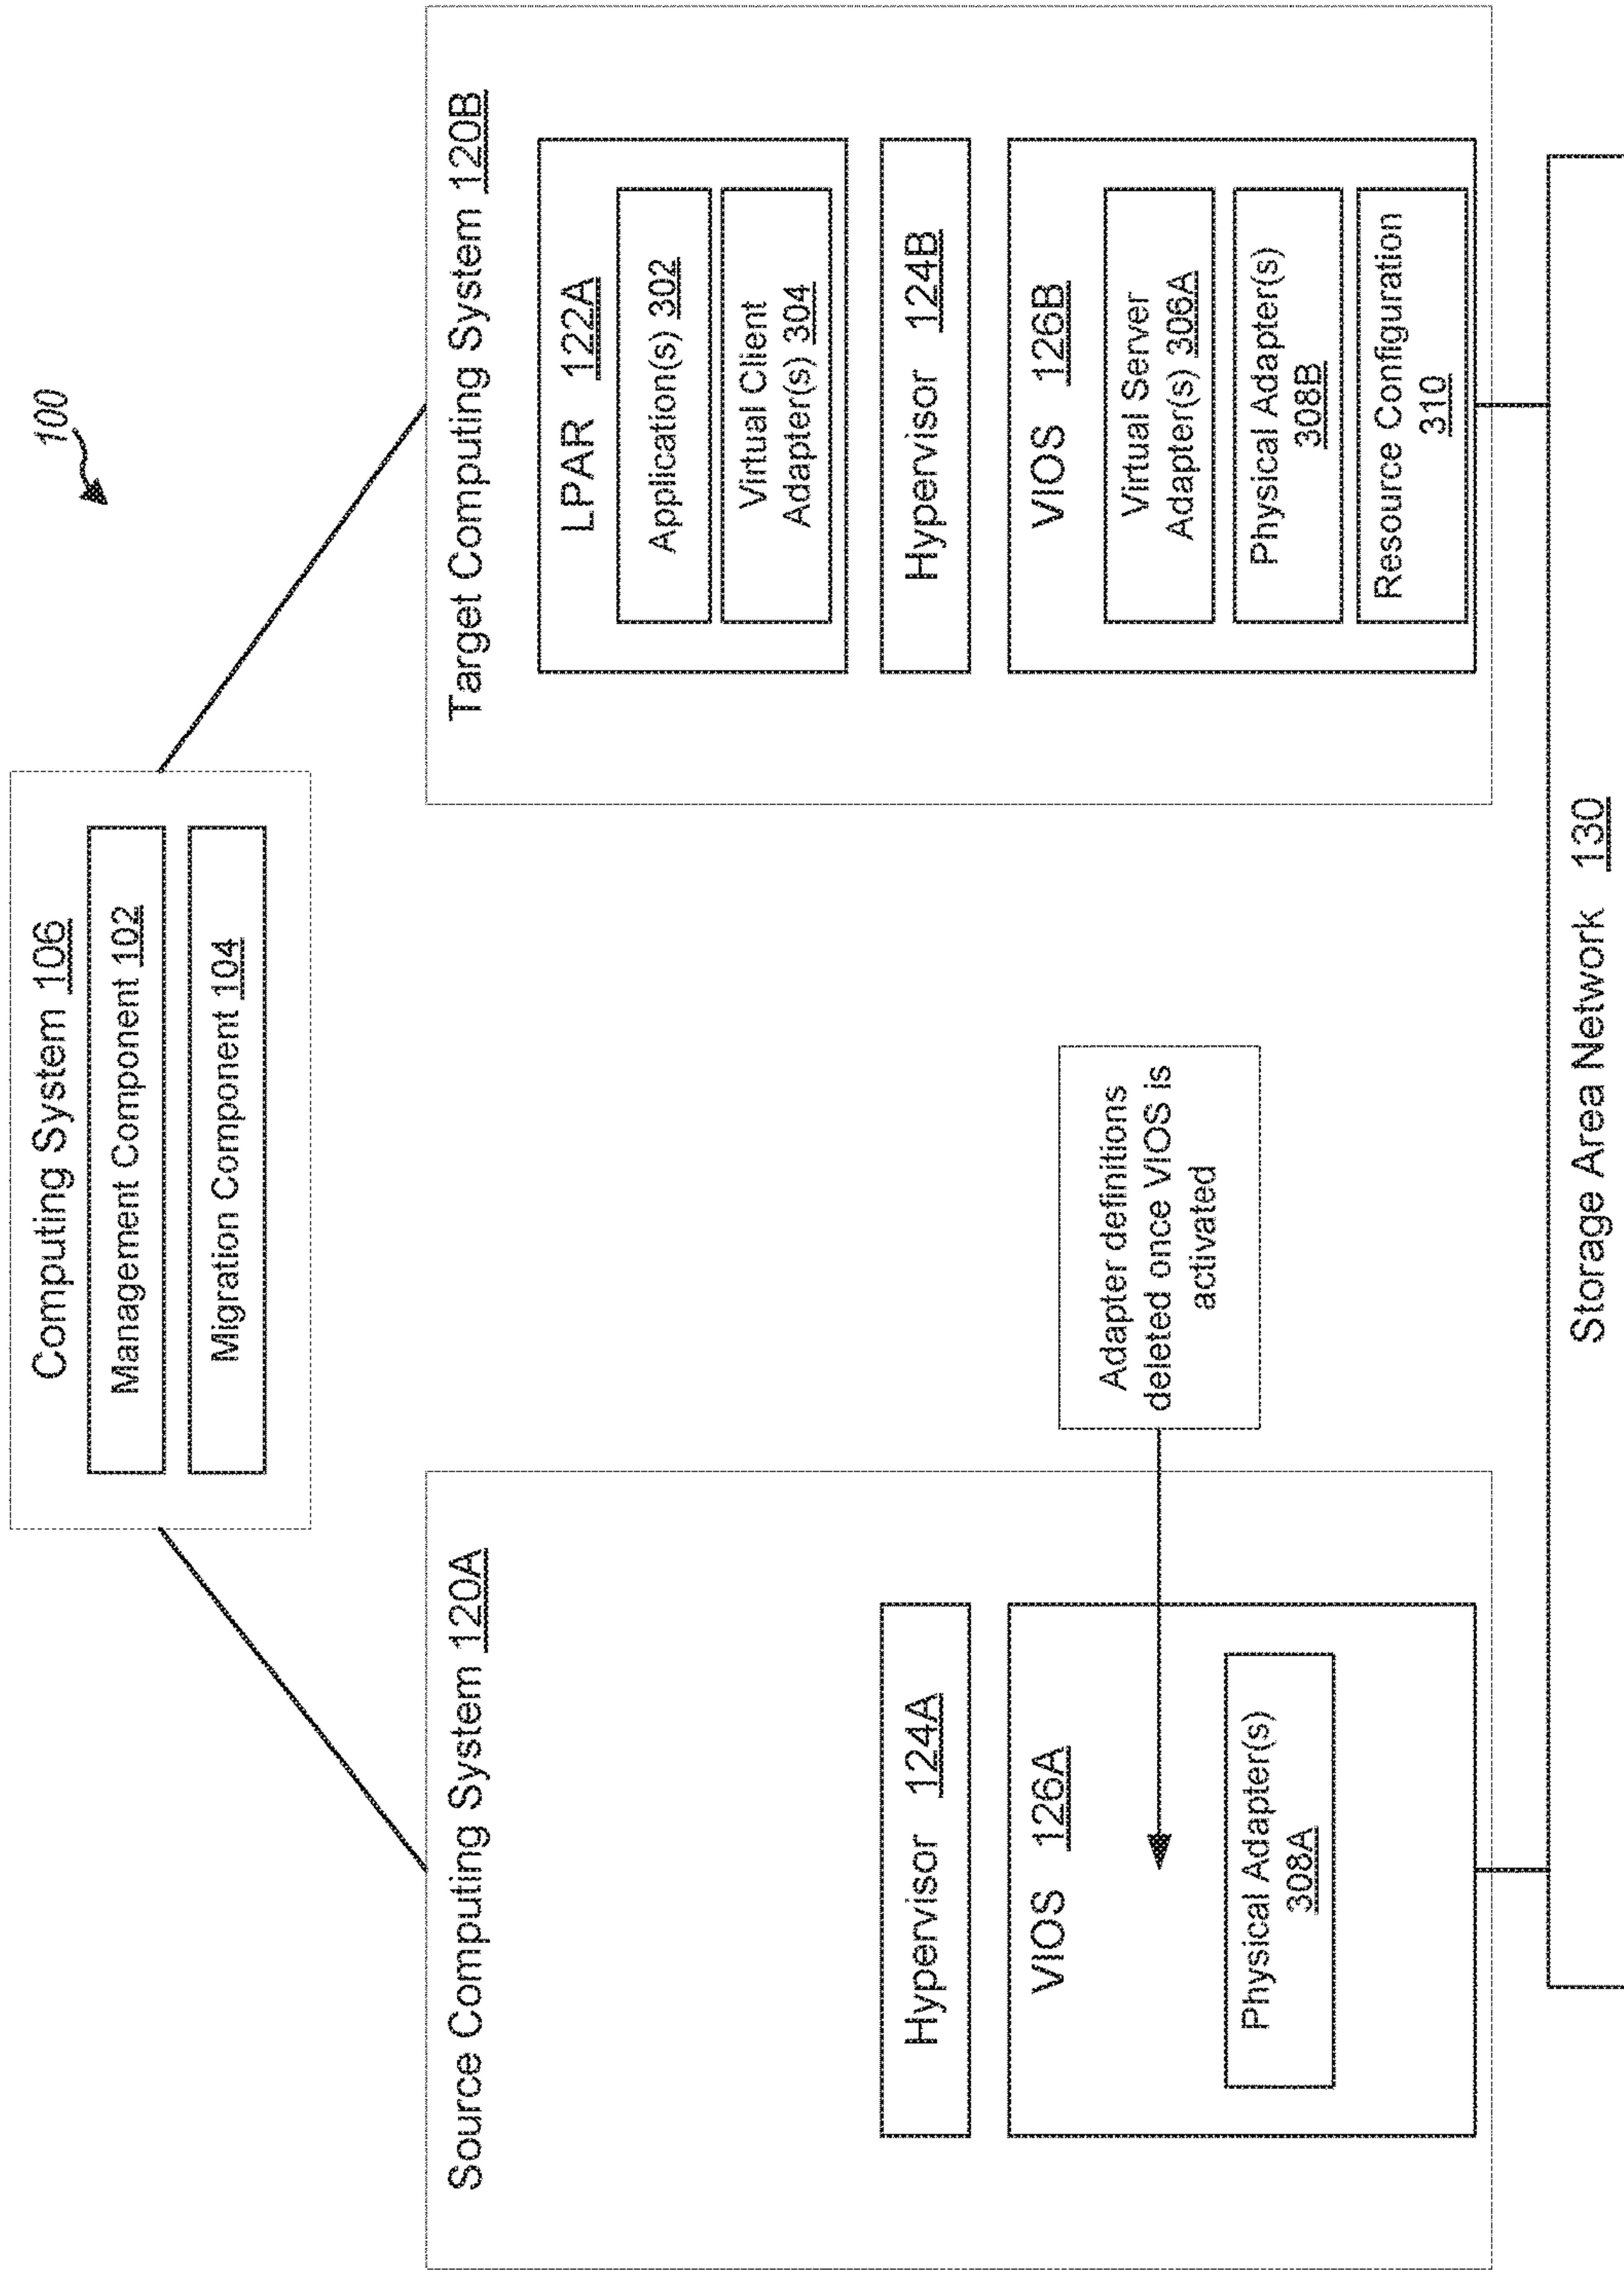 100
Computing System 106
Management Component 102
Migration Component 104
Source Computing System 120A
Hypervisor 124A
VIOS 126A
Physical Adapter(s)
308A
Adapter definitions
deleted once VIOS is
activated
Target Computing System 120B
LPAR 122A
Application(s) 302
Virtual Client
Adapter(s) 304
Hypervisor 124B
VIOS 126B
Virtual Server
Adapter(s) 306A
Physical Adapter(s)
308B
Resource Configuration
310
Storage Area Network 130